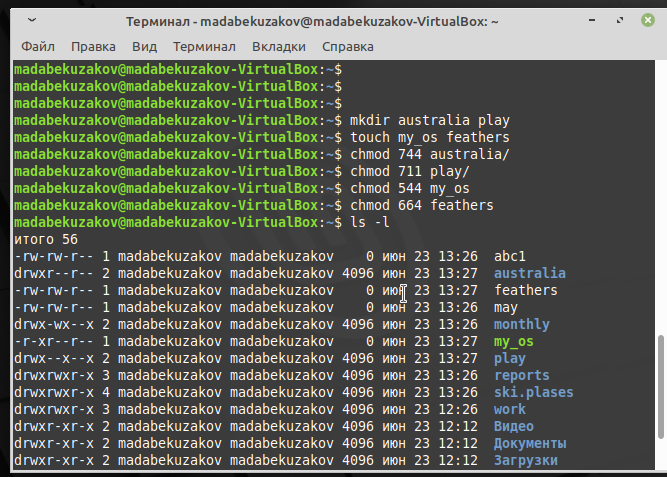 Терминал - madabekuzakov@madabekuzakov-VirtualBox: ~
Файл Правка Вид Терминал Вкладки Справка
madabekuzakov@madabekuzakov-VirtualBox:~$
madabekuzakov@madabekuzakov-VirtualBox:~$
madabekuzakov@madabekuzakov-VirtualBox:~$
madabekuzakov@madabekuzakov-VirtualBox:~$ mkdir australia play
madabekuzakov@madabekuzakov-VirtualBox:~$ touch my_os feathers
madabekuzakov@madabekuzakov-VirtualBox:~$ chmod 744 australia/
madabekuzakov@madabekuzakov-VirtualBox:~$ chmod 711 play/
madabekuzakov@madabekuzakov-VirtualBox:~$ chmod 544 my_os
madabekuzakov@madabekuzakov-VirtualBox:~$ chmod 664 feathers
madabekuzakov@madabekuzakov-VirtualBox:~$ ls -l
итого 56
-rw-rw-r-- 1 madabekuzakov madabekuzakov 0 июн 23 13:26 abc1
drwxr--r-- 2 madabekuzakov madabekuzakov 4096 июн 23 13:27 australia
-rw-rw-r-- 1 madabekuzakov madabekuzakov 0 июн 23 13:27 feathers
-rw-rw-r-- 1 madabekuzakov madabekuzakov 0 июн 23 13:26 may
drwx-wx--x 2 madabekuzakov madabekuzakov 4096 июн 23 13:26 monthly
-r-xr--r-- 1 madabekuzakov madabekuzakov 0 июн 23 13:27 my_os
drwx--x--x 2 madabekuzakov madabekuzakov 4096 июн 23 13:27 play
drwxrwxr-x 3 madabekuzakov madabekuzakov 4096 июн 23 13:26 reports
drwxrwxr-x 4 madabekuzakov madabekuzakov 4096 июн 23 13:26 ski.plases
drwxrwxr-x 3 madabekuzakov madabekuzakov 4096 июн 23 12:26 work
drwxr-xr-x 2 madabekuzakov madabekuzakov 4096 июн 23 12:12 Видео
drwxr-xr-x 2 madabekuzakov madabekuzakov 4096 июн 23 12:12 Документы
drwxr-xr-x 2 madabekuzakov madabekuzakov 4096 июн 23 12:12 Загрузки